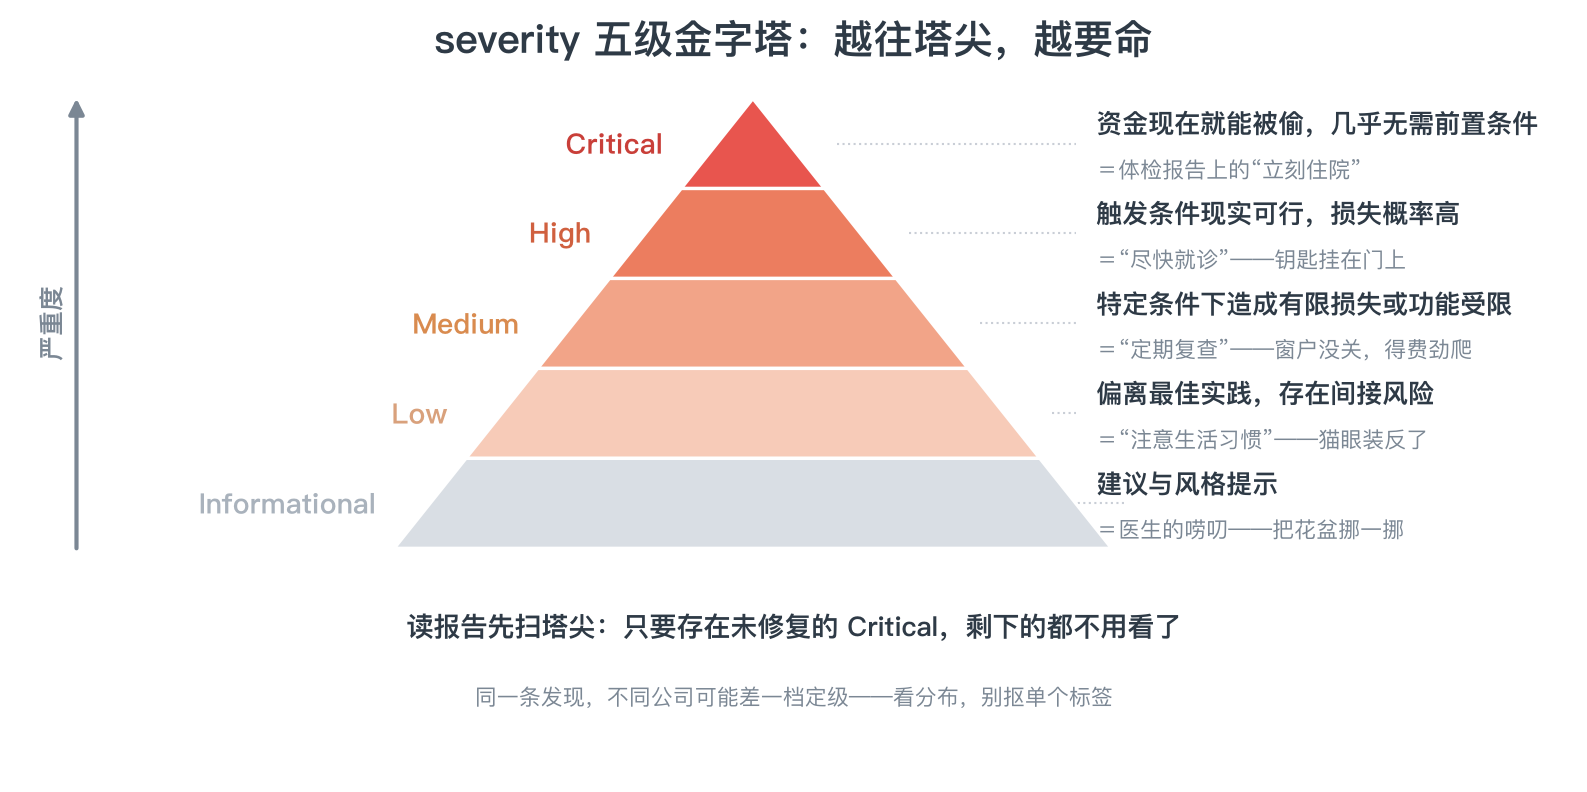 severity 五级金字塔：越往塔尖，越要命
严重度
Critical
资金现在就能被偷，几乎无需前置条件
＝体检报告上的“立刻住院”
High
触发条件现实可行，损失概率高
＝“尽快就诊”——钥匙挂在门上
Medium
特定条件下造成有限损失或功能受限
＝“定期复查”——窗户没关，得费劲爬
Low
偏离最佳实践，存在间接风险
＝“注意生活习惯”——猫眼装反了
Informational
建议与风格提示
＝医生的唠叨——把花盆挪一挪
读报告先扫塔尖：只要存在未修复的 Critical，剩下的都不用看了
同一条发现，不同公司可能差一档定级——看分布，别抠单个标签